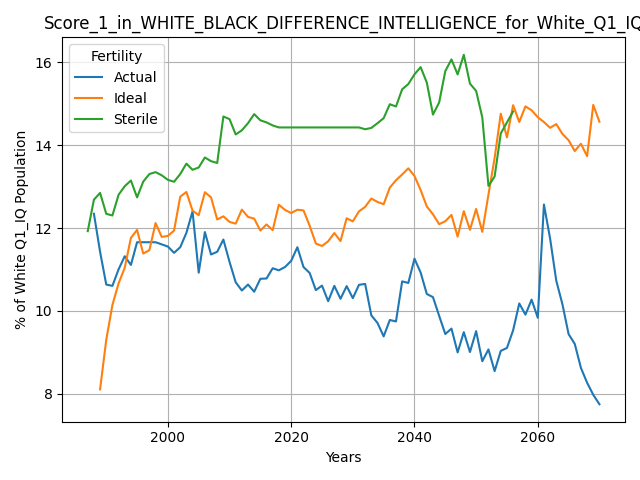 Score_1_in_WHITE_BLACK_DIFFERENCE_INTELLIGENCE_for_White_Q1_IQ
Fertility
Actual
Ideal
Sterile
% of White Q1_IQ Population
16
14
12
10
8
2000 2020 2040 2060
Years